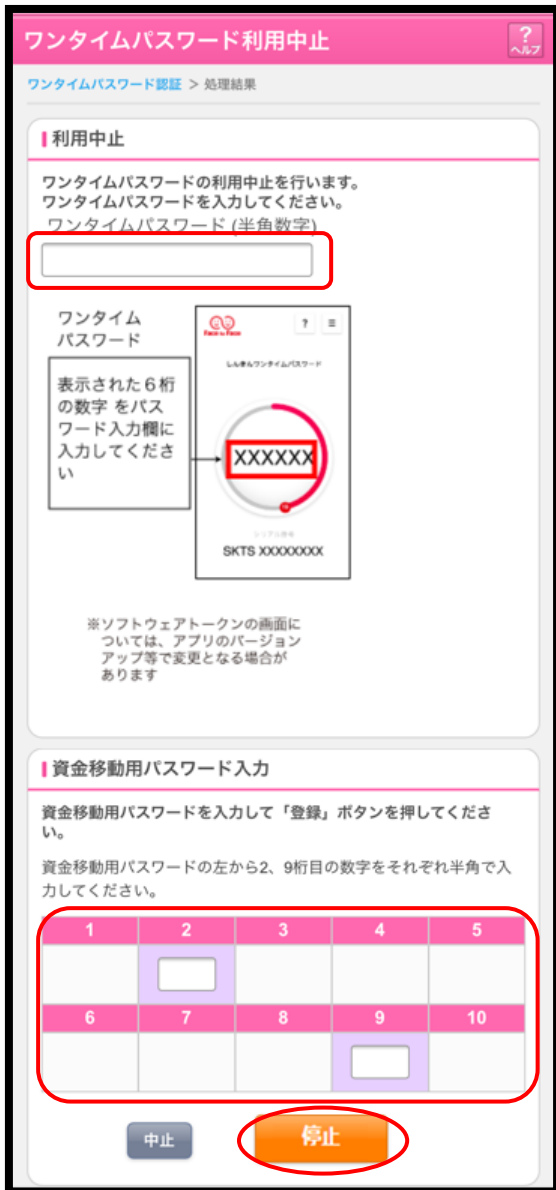 ワンタイムパスワード利用中止
?
ヘルプ
ワンタイムパスワード認証 > 処理結果
利用中止
ワンタイムパスワードの利用中止を行います。
ワンタイムパスワードを入力してください。
ワンタイムパスワード (半角数字)
ワンタイム
パスワード
表示された６桁
の数字 をパス
ワード入力欄に
入力してくださ
い
Face to Face
? ≡
しんきんワンタイムパスワード
XXXXXX
シリアル番号
SKTS XXXXXXXX
※ソフトウェアトークンの画面に
ついては、アプリのバージョン
アップ等で変更となる場合が
あります
資金移動用パスワード入力
資金移動用パスワードを入力して「登録」ボタンを押してくださ
い。
資金移動用パスワードの左から2、9桁目の数字をそれぞれ半角で入
力してください。
1 2 3 4 5
6 7 8 9 10
中止
停止